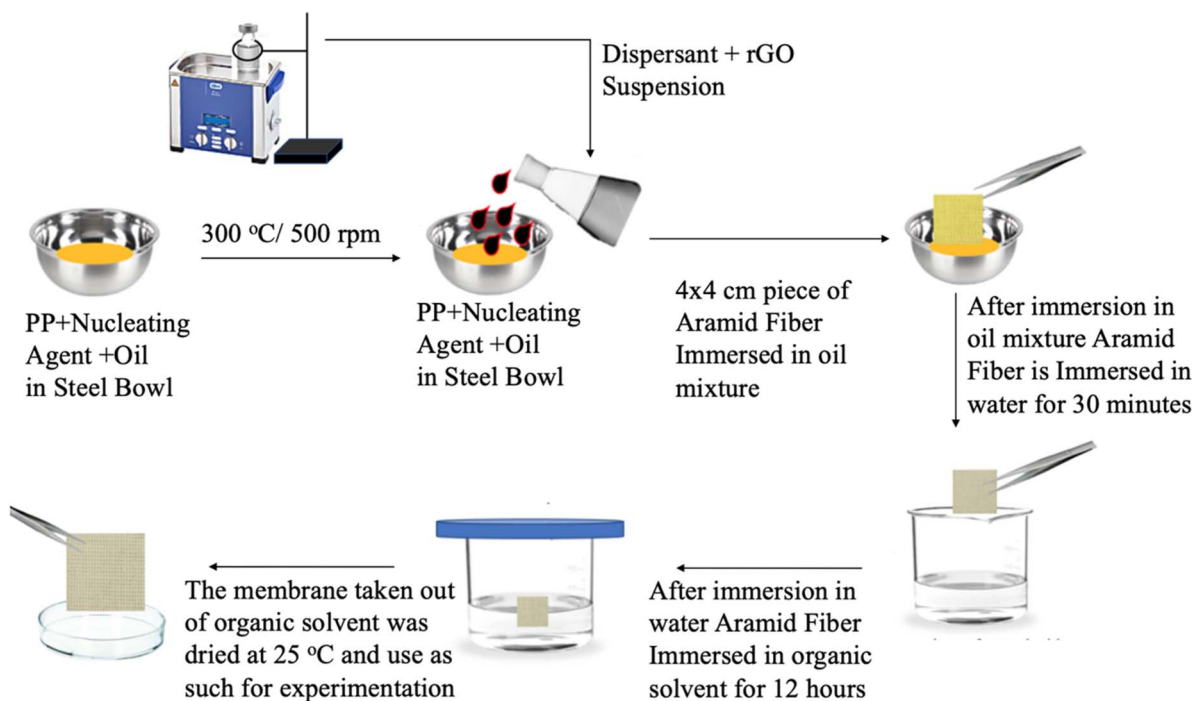 Dispersant + rGO
Suspension
300 °C/ 500 rpm
PP+Nucleating
Agent +Oil
in Steel Bowl
PP+Nucleating
Agent +Oil
in Steel Bowl
4x4 cm piece of
Aramid Fiber
Immersed in oil
mixture
After immersion in
oil mixture Aramid
Fiber is Immersed in
water for 30 minutes
After immersion in
water Aramid Fiber
Immersed in organic
solvent for 12 hours
The membrane taken out
of organic solvent was
dried at 25 °C and use as
such for experimentation